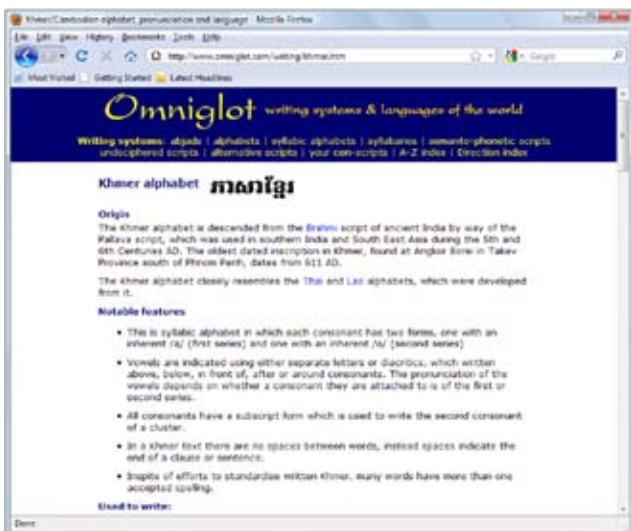 Khmer/Cambodian alphabet, pronunciation and language - Mozilla Firefox
File Edit View History Bookmarks Tools Help
http://www.omniglot.com/writing/khmer.htm Google
Most Visited Getting Started Latest Headlines
Omniglot writing systems & languages of the world
Writing systems: abjads | alphabets | syllabic alphabets | syllabaries | semanto-phonetic scripts
undeciphered scripts | alternative scripts | your con-scripts | A-Z index | Direction index
Khmer alphabet ភាសាខ្មែរ
Origin
The Khmer alphabet is descended from the Brahmi script of ancient India by way of the
Pallava script, which was used in southern India and South East Asia during the 5th and
6th Centuries AD. The oldest dated inscription in Khmer, found at Angkor Borei in Takev
Province south of Phnom Penh, dates from 611 AD.
The Khmer alphabet closely resembles the Thai and Lao alphabets, which were developed
from it.
Notable features
• This is syllabic alphabet in which each consonant has two forms, one with an
inherent /a/ (first series) and one with an inherent /o/ (second series)
• Vowels are indicated using either separate letters or diacritics, which written
above, below, in front of, after or around consonants. The pronunciation of the
vowels depends on whether a consonant they are attached to is of the first or
second series.
• All consonants have a subscript form which is used to write the second consonant
of a cluster.
• In a Khmer text there are no spaces between words, instead spaces indicate the
end of a clause or sentence.
• Inspite of efforts to standardise written Khmer, many words have more than one
accepted spelling.
Used to write:
Done